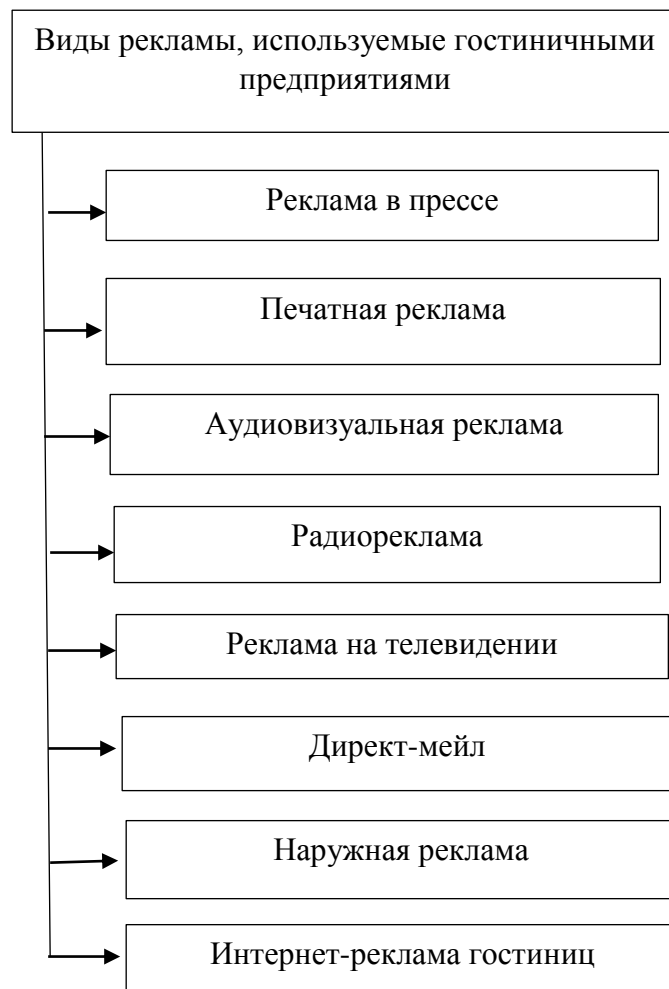 Виды рекламы, используемые гостиничными
предприятиями
Реклама в прессе
Печатная реклама
Аудиовизуальная реклама
Радиореклама
Реклама на телевидении
Директ-мейл
Наружная реклама
Интернет-реклама гостиниц